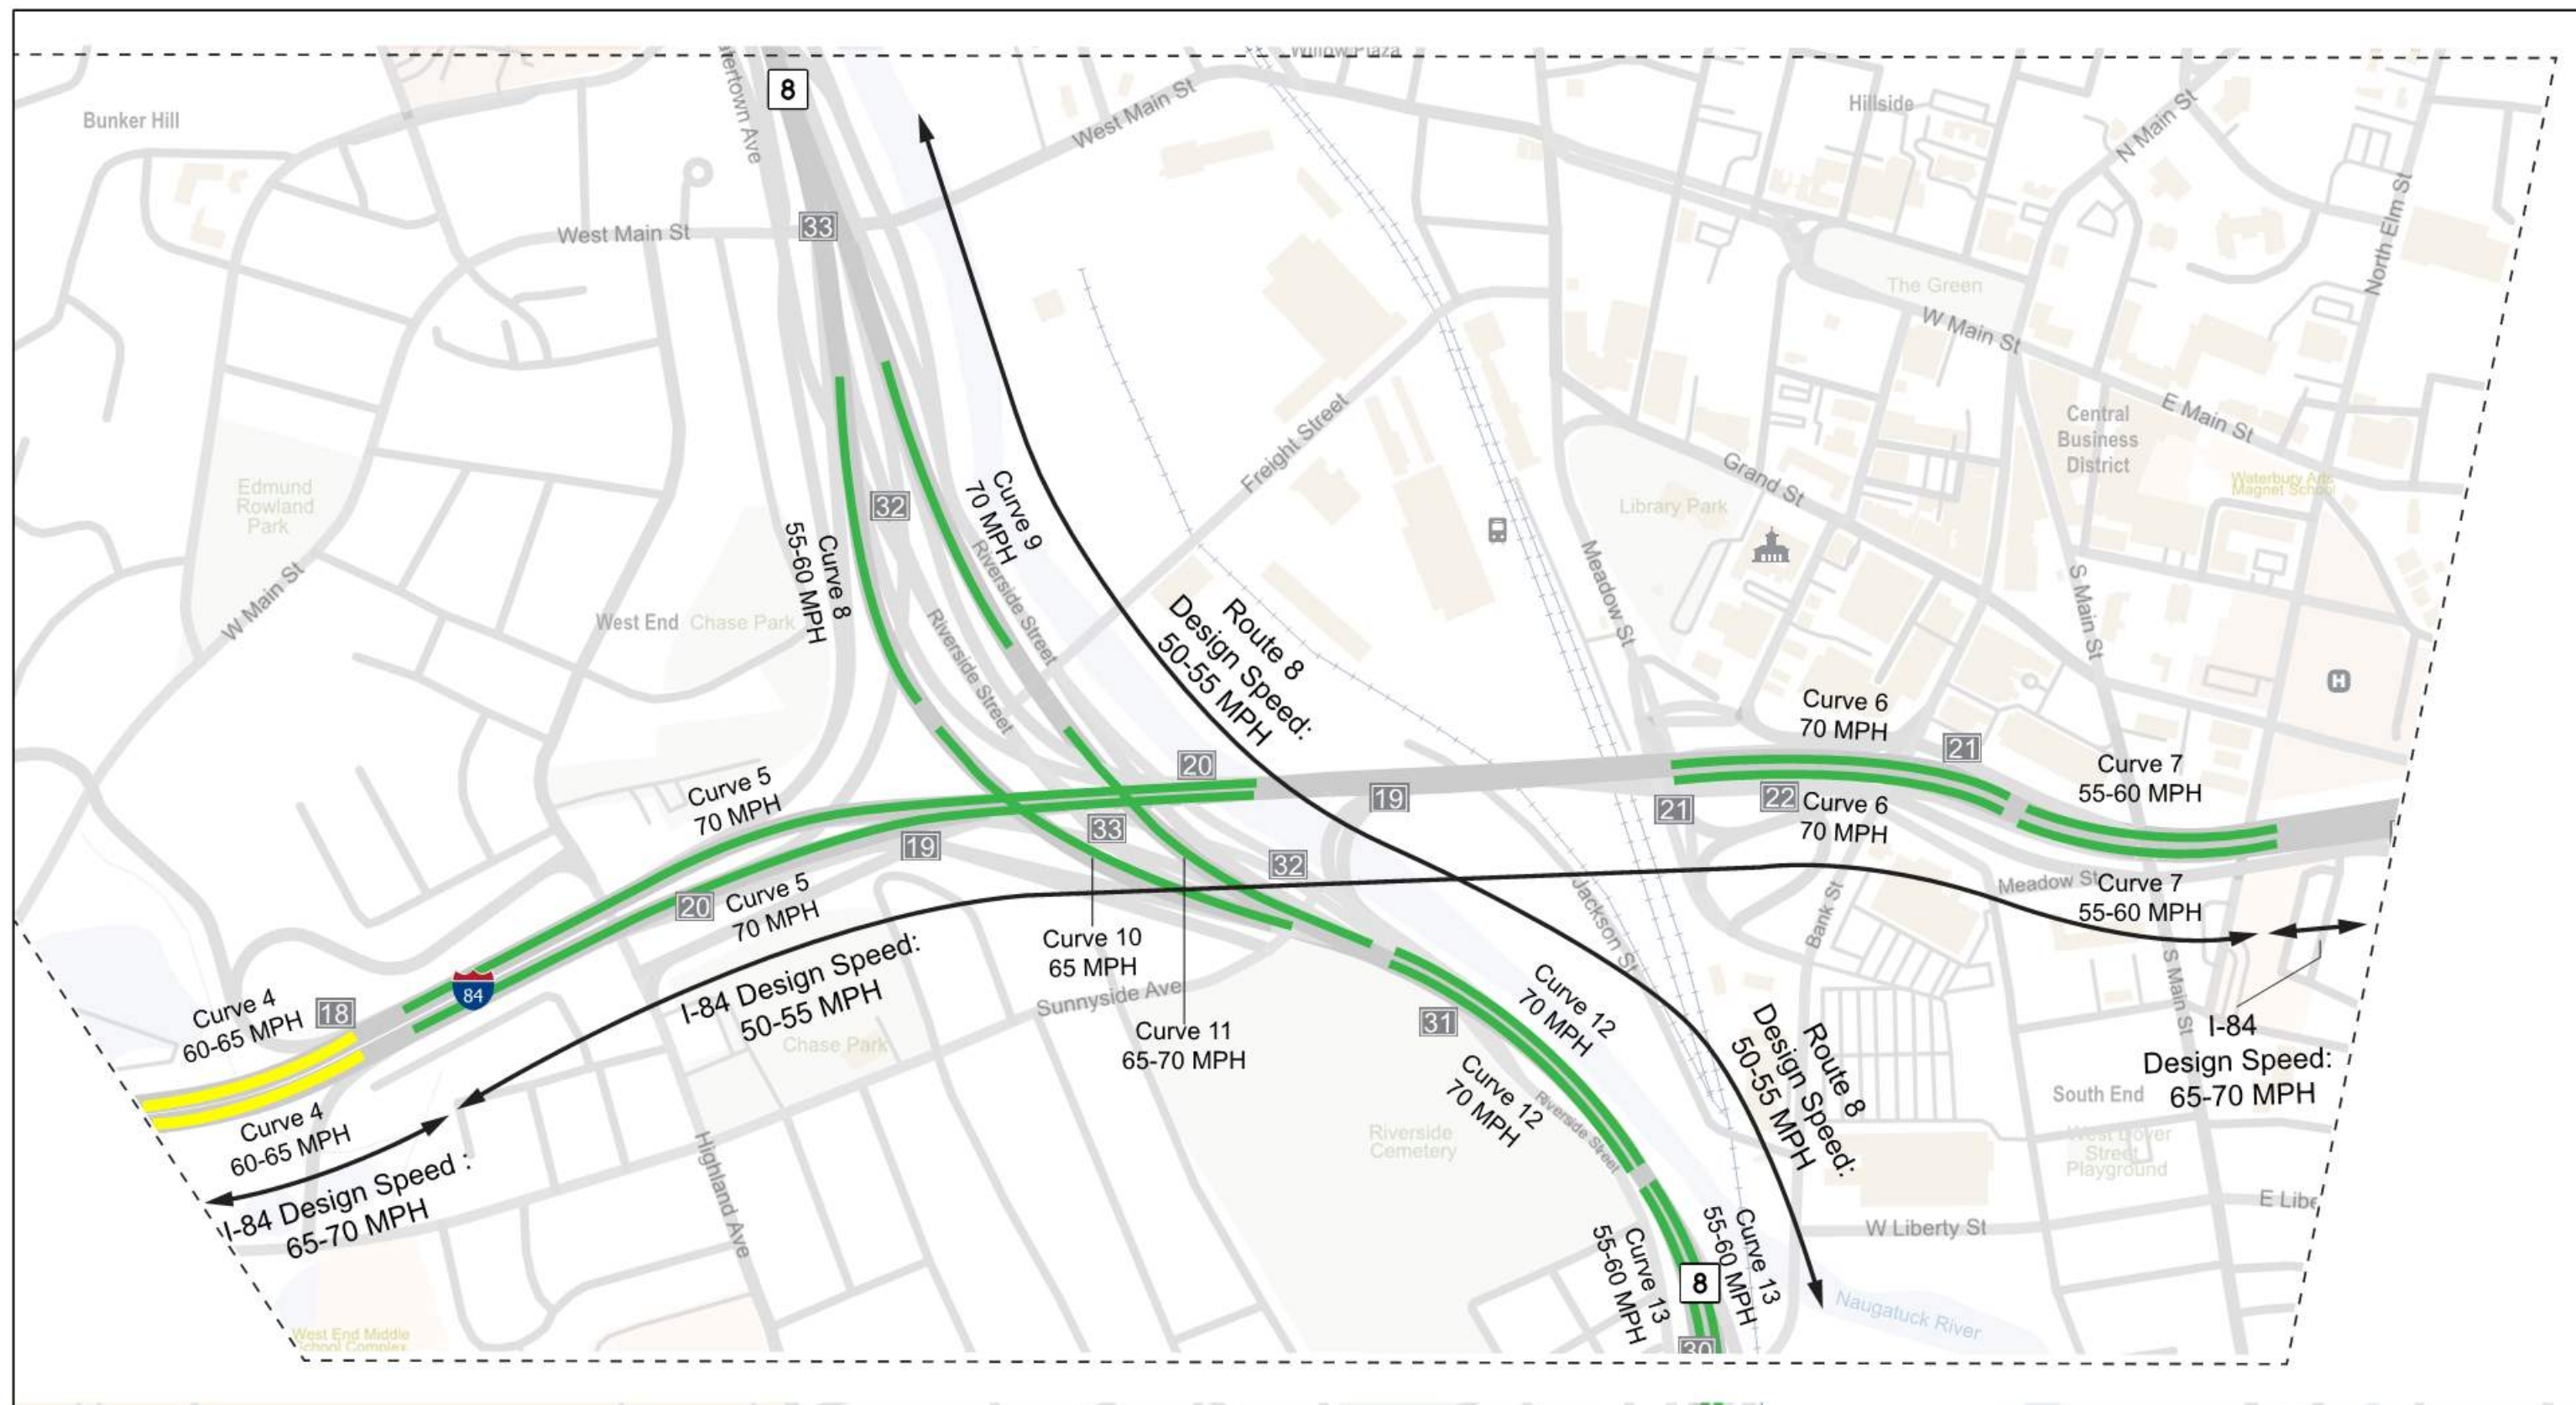 Willow Plaza
8
Bunker Hill
West Main St
Hillside
N Main St
North Elm St
West Main St
33
The Green
W Main St
E Main St
Central
Business
District
Grand St
Library Park
Waterbury Arts
Magnet School
Freight Street
Edmund
Rowland
Park
W Main St
32
Curve 9
70 MPH
Riverside Street
Curve 8
55-60 MPH
Riverside Street
West End
Chase Park
Route 8
Design Speed:
50-55 MPH
Meadow St
S Main St
H
Curve 6
70 MPH
21
Curve 7
55-60 MPH
20
19
21
22
Curve 6
70 MPH
Curve 5
70 MPH
33
19
32
20
Curve 5
70 MPH
Meadow St
Curve 7
55-60 MPH
Jackson St
Bank St
S Main St
I-84 Design Speed:
50-55 MPH
Curve 10
65 MPH
Sunnyside Ave
Curve 11
65-70 MPH
84
Curve 4
60-65 MPH
18
Chase Park
Curve 12
70 MPH
31
Curve 12
70 MPH
Riverside Street
Route 8
Design Speed:
50-55 MPH
I-84
Design Speed:
65-70 MPH
South End
West Dover
Street
Playground
Curve 4
60-65 MPH
I-84 Design Speed :
65-70 MPH
Highland Ave
Riverside
Cemetery
E Libe
W Liberty St
Curve 13
55-60 MPH
8
Curve 13
55-60 MPH
Naugatuck River
30
West End Middle
School Complex